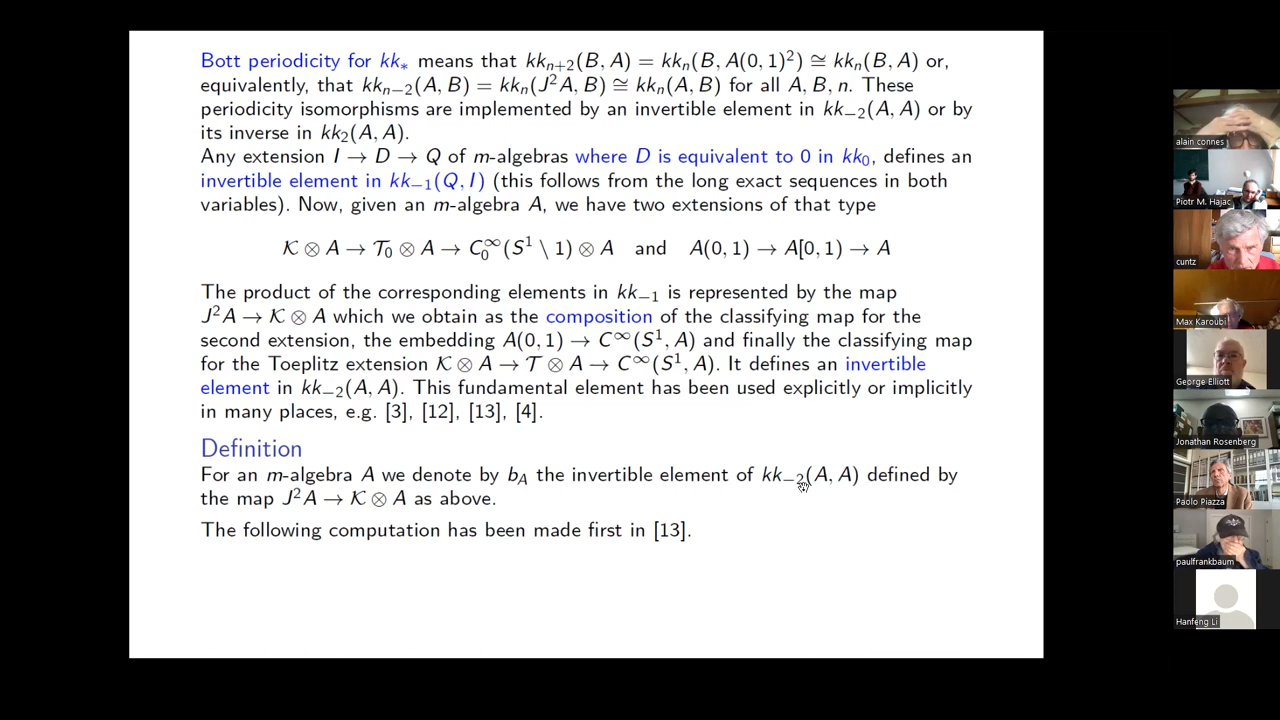 Bott periodicity for kk∗ means that kkₙ₊₂(B, A) = kkₙ(B, A(0, 1)²) ≅ kkₙ(B, A) or,
equivalently, that kkₙ₋₂(A, B) = kkₙ(J²A, B) ≅ kkₙ(A, B) for all A, B, n. These
periodicity isomorphisms are implemented by an invertible element in kk₋₂(A, A) or by
its inverse in kk₂(A, A).
Any extension I → D → Q of m-algebras where D is equivalent to 0 in kk₀, defines an
invertible element in kk₋₁(Q, I) (this follows from the long exact sequences in both
variables). Now, given an m-algebra A, we have two extensions of that type
𝒦 ⊗ A → 𝒯₀ ⊗ A → C₀^∞(S¹ \ 1) ⊗ A and A(0, 1) → A[0, 1) → A
The product of the corresponding elements in kk₋₁ is represented by the map
J²A → 𝒦 ⊗ A which we obtain as the composition of the classifying map for the
second extension, the embedding A(0, 1) → C^∞(S¹, A) and finally the classifying map
for the Toeplitz extension 𝒦 ⊗ A → 𝒯 ⊗ A → C^∞(S¹, A). It defines an invertible
element in kk₋₂(A, A). This fundamental element has been used explicitly or implicitly
in many places, e.g. [3], [12], [13], [4].
Definition
For an m-algebra A we denote by b_A the invertible element of kk₋₂(A, A) defined by
the map J²A → 𝒦 ⊗ A as above.
The following computation has been made first in [13].
alain connes
Piotr M. Hajac
cuntz
Max Karoubi
George Elliott
Jonathan Rosenberg
Paolo Piazza
paulfrankbaum
Hanfeng Li